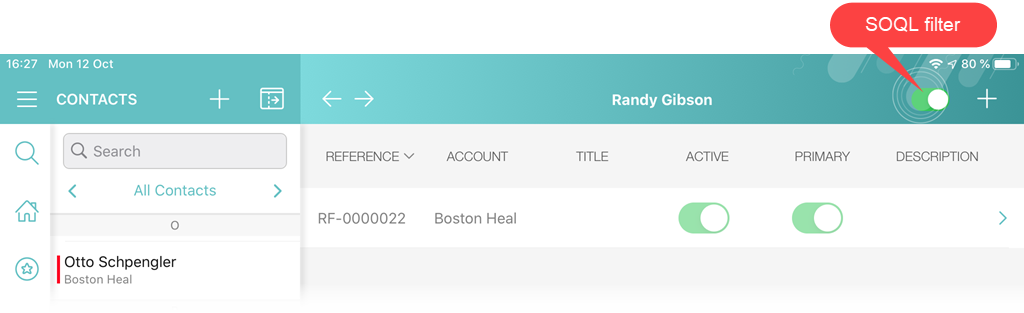 SOQL filter
16:27 Mon 12 Oct
80 %
CONTACTS
Randy Gibson
Search
All Contacts
O
Otto Schpengler
Boston Heal
REFERENCE ACCOUNT TITLE ACTIVE PRIMARY DESCRIPTION
RF-0000022 Boston Heal